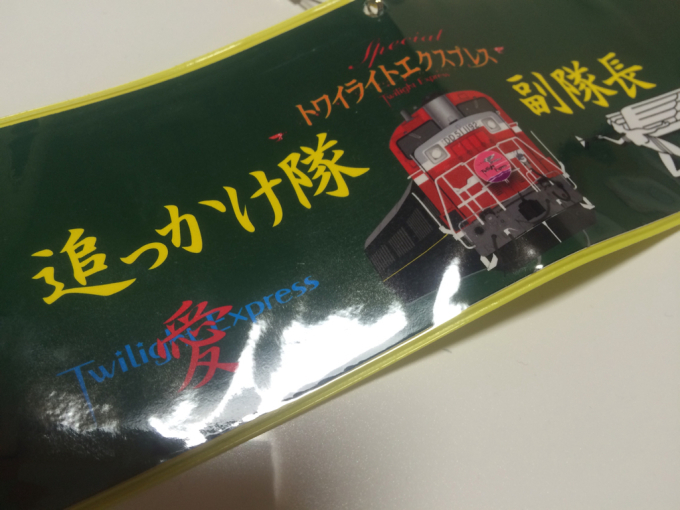 Special
トワイライトエクスプレス
Twilight Express
副隊長
追っかけ隊
Twilight Express
愛